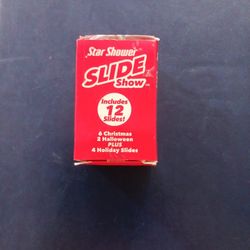 Star Shower
SLIDE
Show
Includes
12
Slides!
6 Christmas
2 Halloween
PLUS
4 Holiday Slides